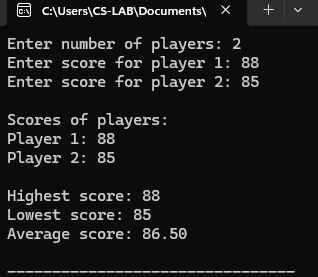 C:\Users\CS-LAB\Documents\
Enter number of players: 2
Enter score for player 1: 88
Enter score for player 2: 85
Scores of players:
Player 1: 88
Player 2: 85
Highest score: 88
Lowest score: 85
Average score: 86.50
--------------------------------